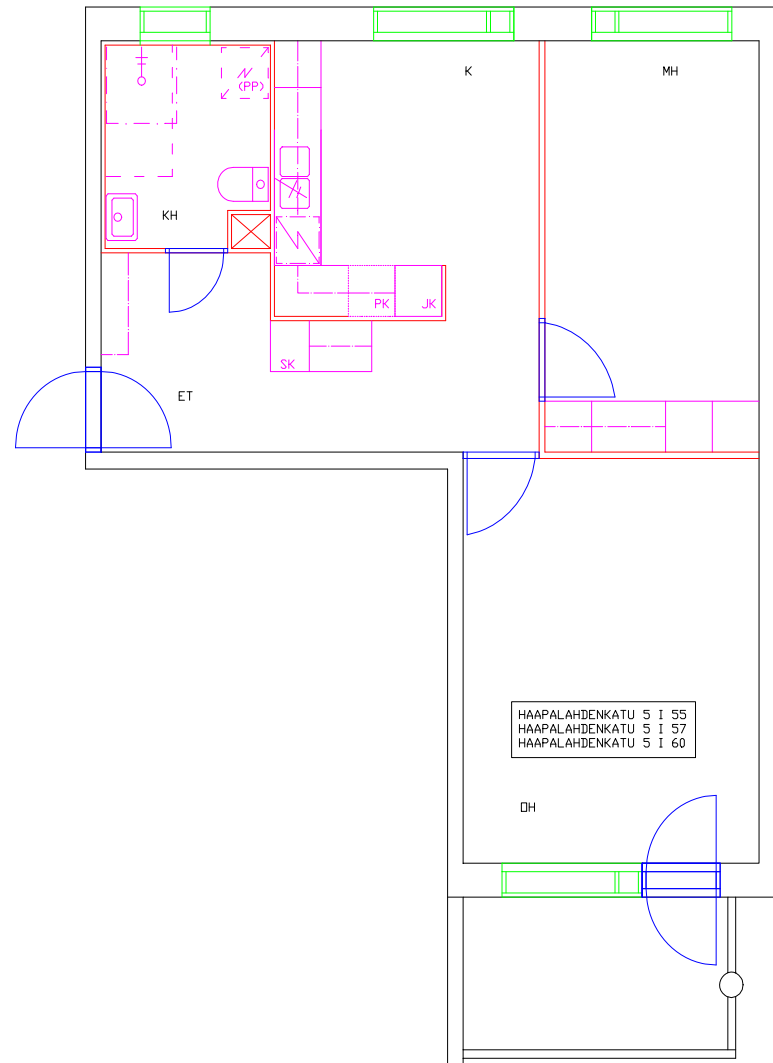 K
MH
(PP)
KH
PK
JK
SK
ET
HAAPALAHDENKATU 5 I 55
HAAPALAHDENKATU 5 I 57
HAAPALAHDENKATU 5 I 60
OH